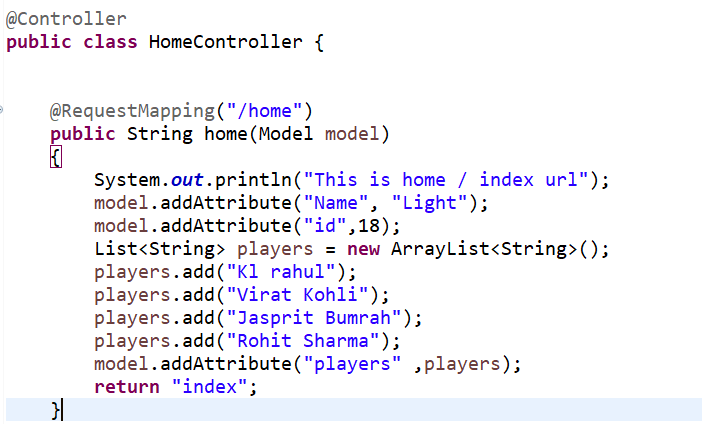 @Controller
public class HomeController {
@RequestMapping("/home")
public String home(Model model)
{
System.out.println("This is home / index url");
model.addAttribute("Name", "Light");
model.addAttribute("id",18);
List<String> players = new ArrayList<String>();
players.add("Kl rahul");
players.add("Virat Kohli");
players.add("Jasprit Bumrah");
players.add("Rohit Sharma");
model.addAttribute("players" ,players);
return "index";
}